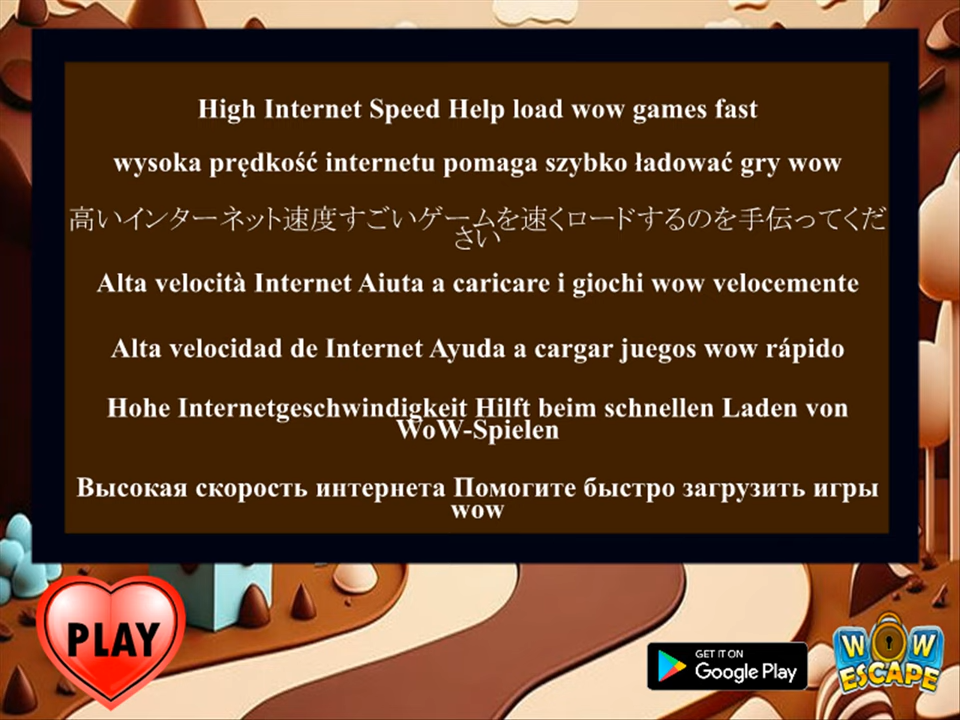 High Internet Speed Help load wow games fast
wysoka prędkość internetu pomaga szybko ładować gry wow
高いインターネット速度すごいゲームを速くロードするのを手伝ってくだ
さい
Alta velocità Internet Aiuta a caricare i giochi wow velocemente
Alta velocidad de Internet Ayuda a cargar juegos wow rápido
Hohe Internetgeschwindigkeit Hilft beim schnellen Laden von
WoW-Spielen
Высокая скорость интернета Помогите быстро загрузить игры
wow
PLAY
GET IT ON
Google Play
WOW
ESCAPE